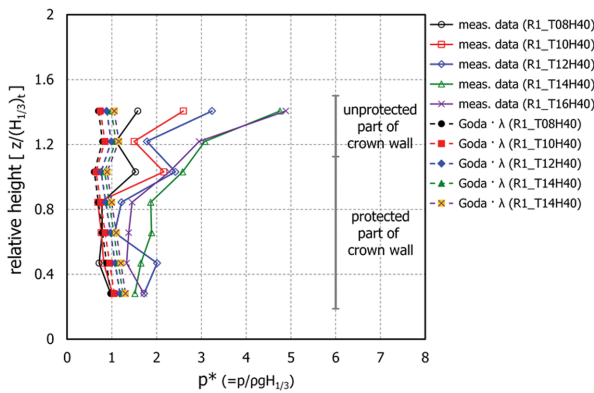 relative height [ z/(H1/3)t ]
2
1.6
1.2
0.8
0.4
0
0 1 2 3 4 5 6 7 8
p* (=p/ρgH1/3)
unprotected
part of
crown wall
protected
part of
crown wall
meas. data (R1_T08H40)
meas. data (R1_T10H40)
meas. data (R1_T12H40)
meas. data (R1_T14H40)
meas. data (R1_T16H40)
Goda · λ (R1_T08H40)
Goda · λ (R1_T10H40)
Goda · λ (R1_T12H40)
Goda · λ (R1_T14H40)
Goda · λ (R1_T14H40)